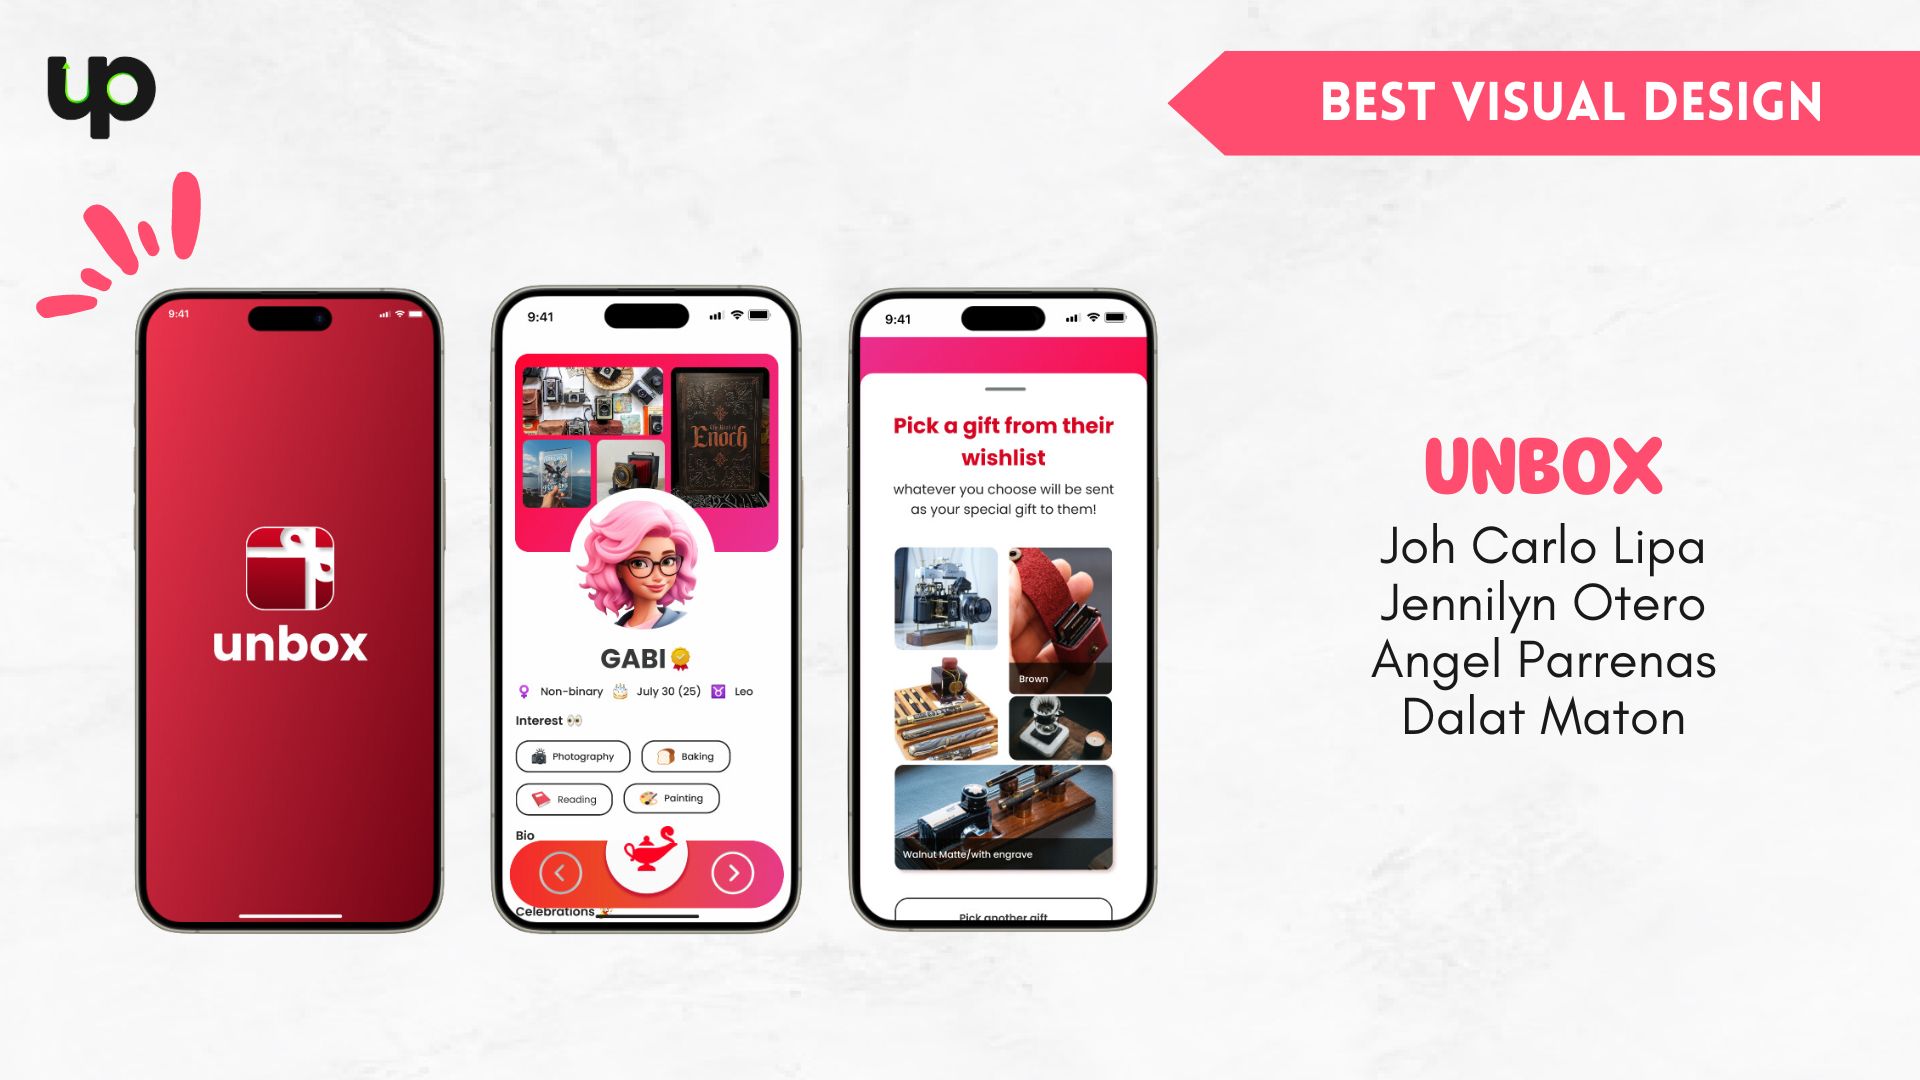 up
BEST VISUAL DESIGN
9:41
unbox
9:41
Enoch
GABI
Non-binary
July 30 (25)
Leo
Interest
Photography
Baking
Reading
Painting
Bio
Celebrations
9:41
Pick a gift from their
wishlist
whatever you choose will be sent
as your special gift to them!
Brown
Walnut Matte/with engrave
Pick another gift
UNBOX
Joh Carlo Lipa
Jennilyn Otero
Angel Parrenas
Dalat Maton